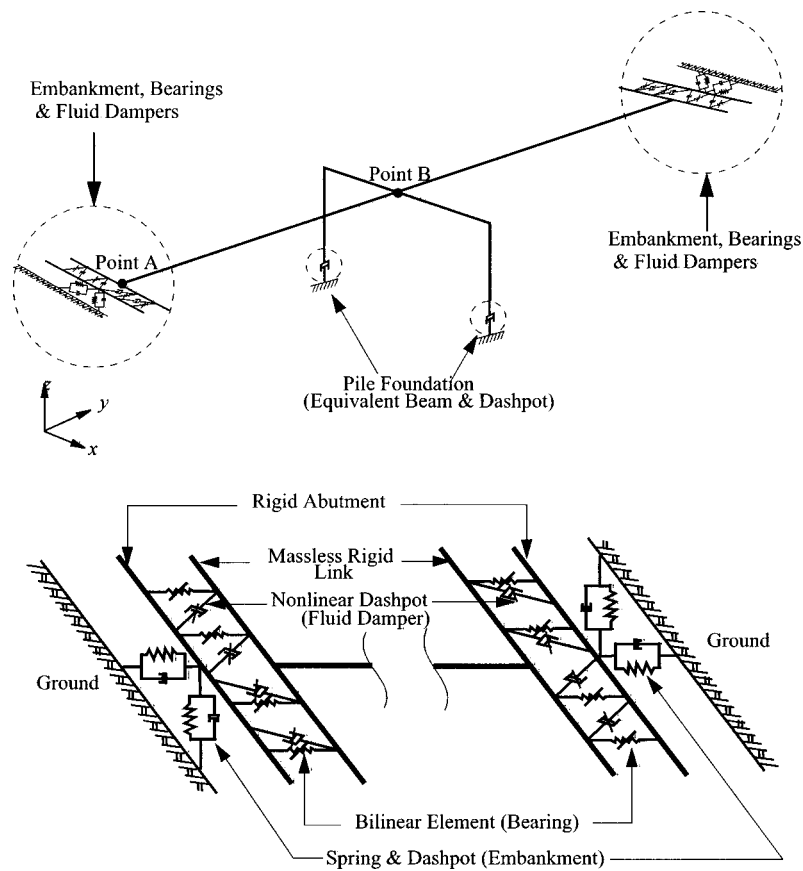 Embankment, Bearings
& Fluid Dampers
Point B
Point A
Embankment, Bearings
& Fluid Dampers
Pile Foundation
(Equivalent Beam & Dashpot)
z
y
x
Rigid Abutment
Massless Rigid
Link
Nonlinear Dashpot
(Fluid Damper)
Ground
Ground
Bilinear Element (Bearing)
Spring & Dashpot (Embankment)